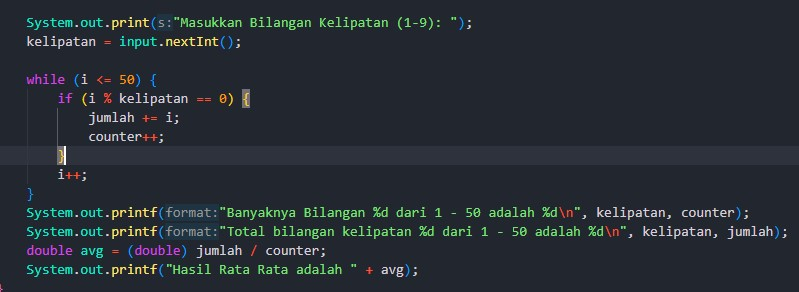 System.out.print(s:"Masukkan Bilangan Kelipatan (1-9): ");
kelipatan = input.nextInt();
while (i <= 50) {
if (i % kelipatan == 0) {
jumlah += i;
counter++;
}
i++;
}
System.out.printf(format:"Banyaknya Bilangan %d dari 1 - 50 adalah %d\n", kelipatan, counter);
System.out.printf(format:"Total bilangan kelipatan %d dari 1 - 50 adalah %d\n", kelipatan, jumlah);
double avg = (double) jumlah / counter;
System.out.printf("Hasil Rata Rata adalah " + avg);